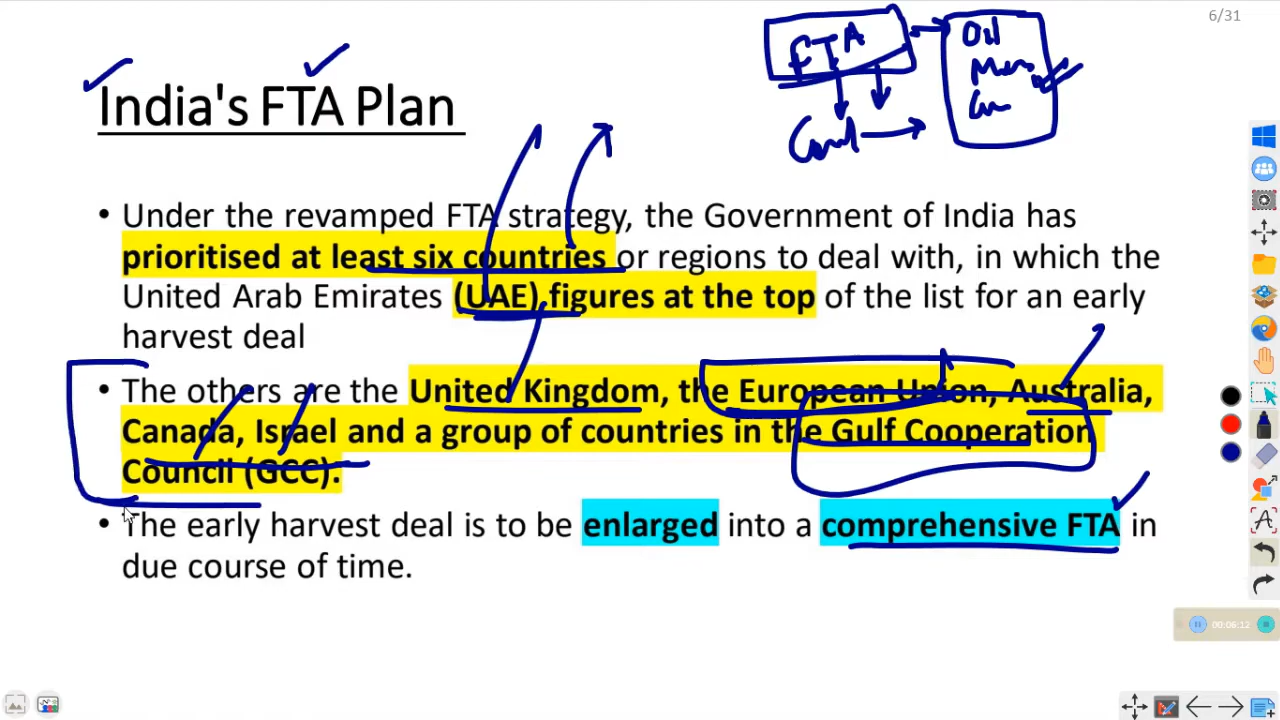 6/31
FTA
Oil
India's FTA Plan
• Under the revamped FTA strategy, the Government of India has
prioritised at least six countries or regions to deal with, in which the
United Arab Emirates (UAE) figures at the top of the list for an early
harvest deal
• The others are the United Kingdom, the European Union, Australia,
Canada, Israel and a group of countries in the Gulf Cooperation
Council (GCC).
• The early harvest deal is to be enlarged into a comprehensive FTA in
due course of time.
00:06:12